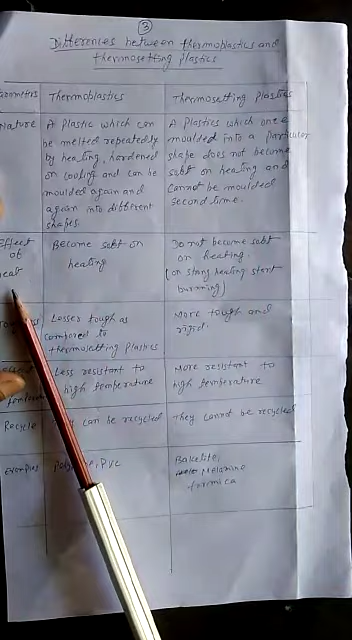 ③
Differences between thermoplastics and
thermosetting plastics
Thermoplastics
Thermosetting Plastics
Nature
A Plastic which can
be melted repeatedly
by heating, hardened
on cooling and can be
moulded again and
again into different
shapes.
A Plastics which once
moulded into a particular
shape does not become
soft on heating and
cannot be moulded
second time.
Effect
of
heat
Become soft on
heating
Do not become soft
on heating.
(on strong heating start
burning)
Lesser tough as
compared to
thermosetting plastics
More tough and
rigid.
Less resistant to
high temperature
More resistant to
high temperature
Recycle
can be recycled
They cannot be recycled
Examples
PVC
Bakelite,
Melamine
formica